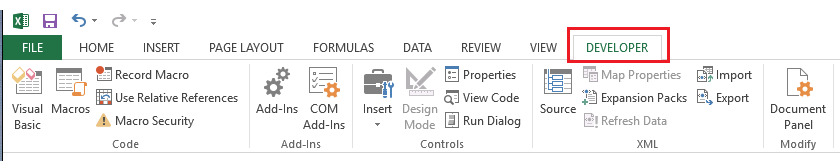 FILE HOME INSERT PAGE LAYOUT FORMULAS DATA REVIEW VIEW DEVELOPER
Visual Basic
Macros
Record Macro
Use Relative References
Macro Security
Code
Add-Ins
COM Add-Ins
Add-Ins
Insert
Design Mode
Properties
View Code
Run Dialog
Controls
Source
Map Properties
Expansion Packs
Refresh Data
Import
Export
XML
Document Panel
Modify